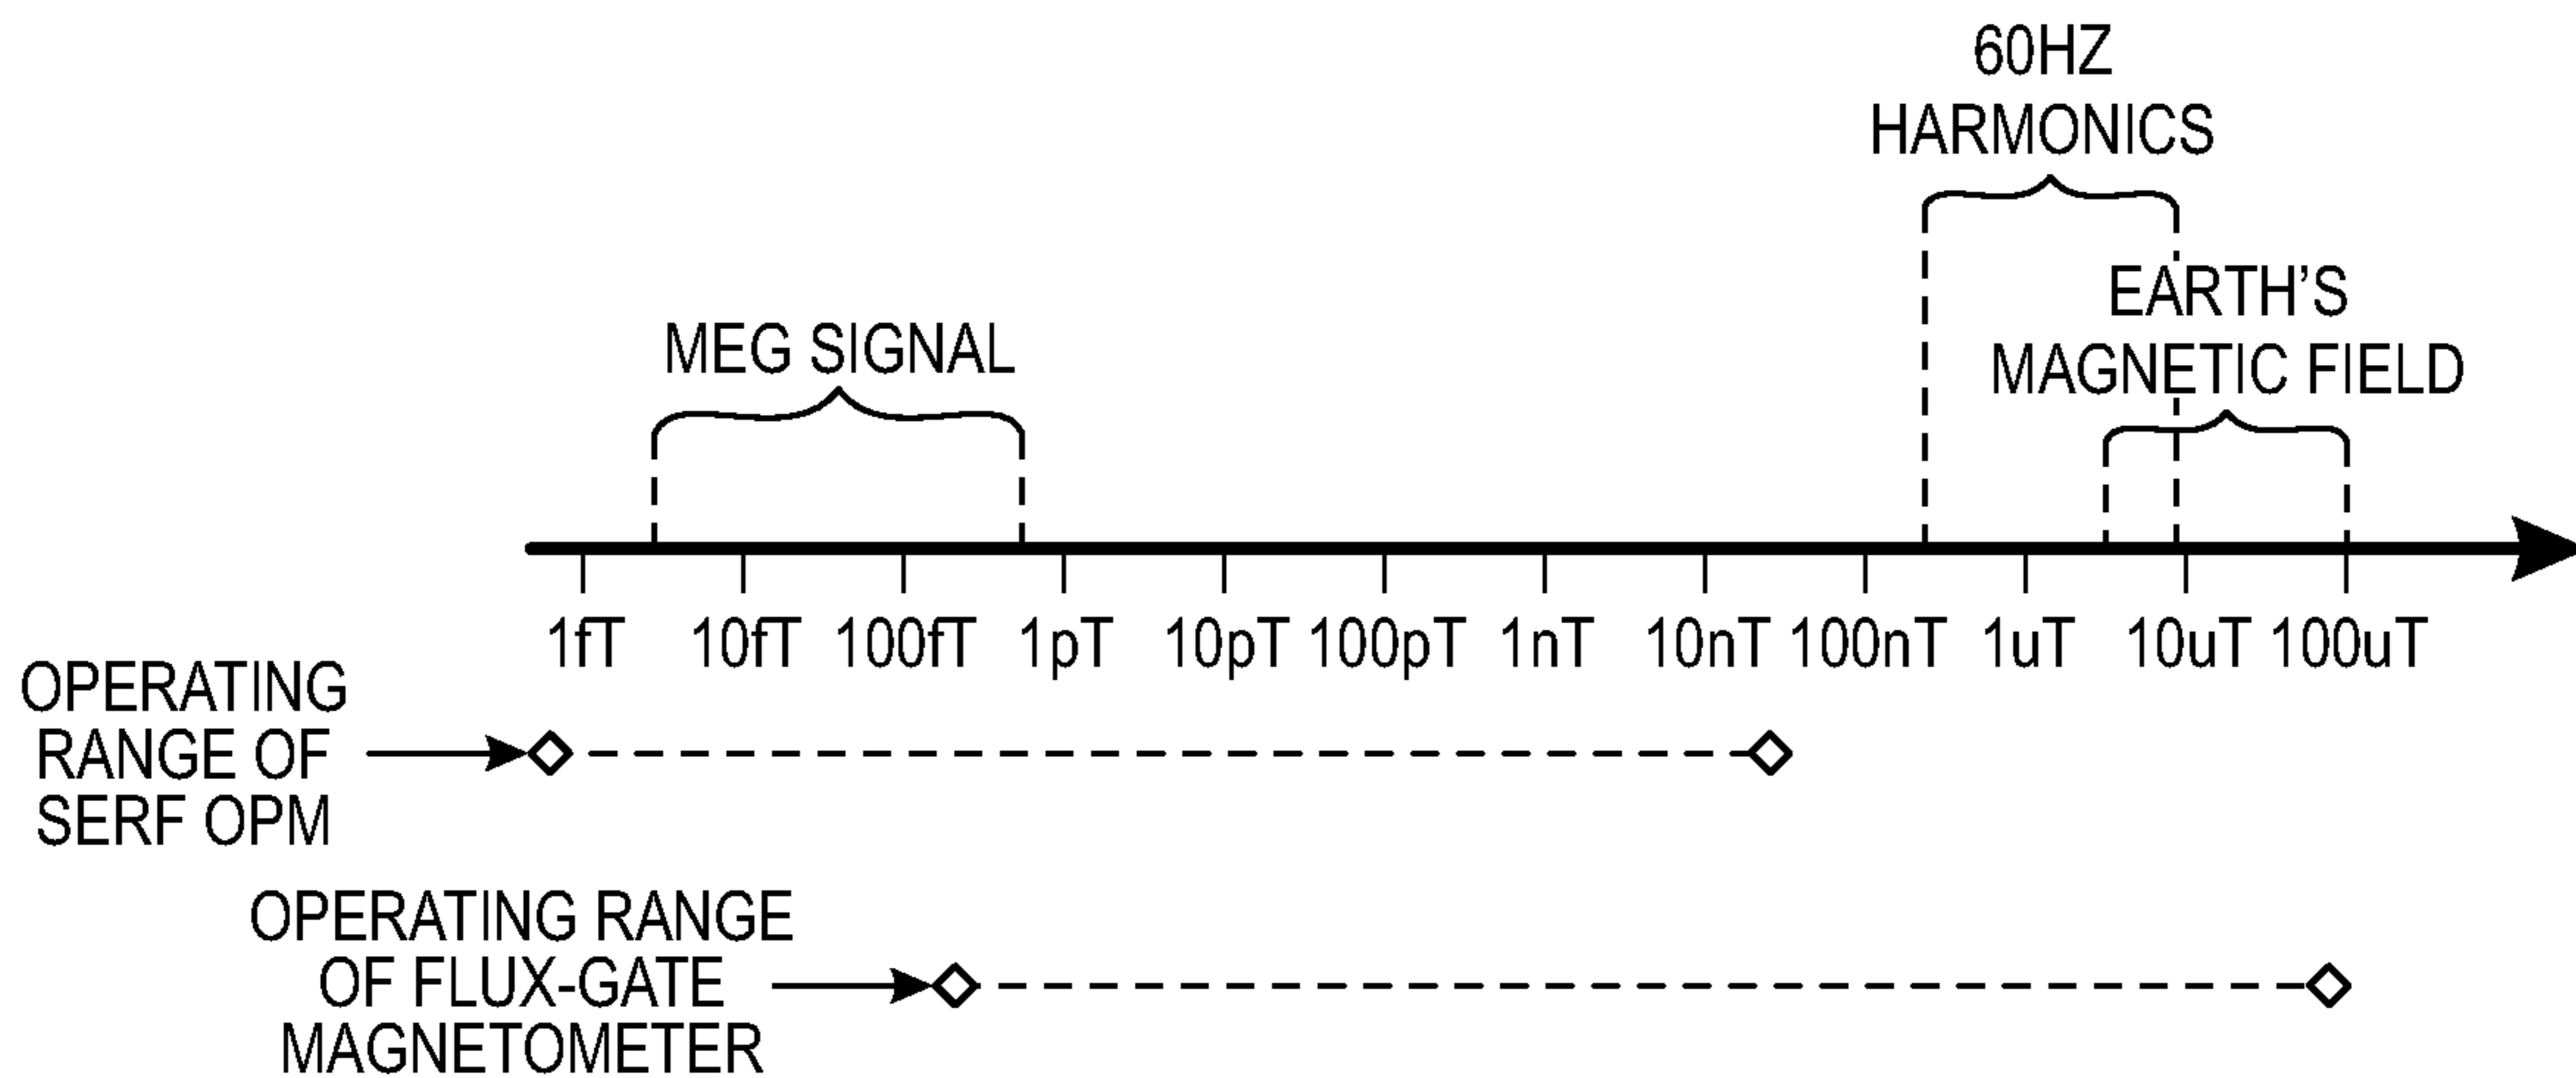 60HZ
HARMONICS
EARTH'S
MAGNETIC FIELD
MEG SIGNAL
1fT 10fT 100fT 1pT 10pT 100pT 1nT 10nT 100nT 1uT 10uT 100uT
OPERATING
RANGE OF
SERF OPM
OPERATING RANGE
OF FLUX-GATE
MAGNETOMETER